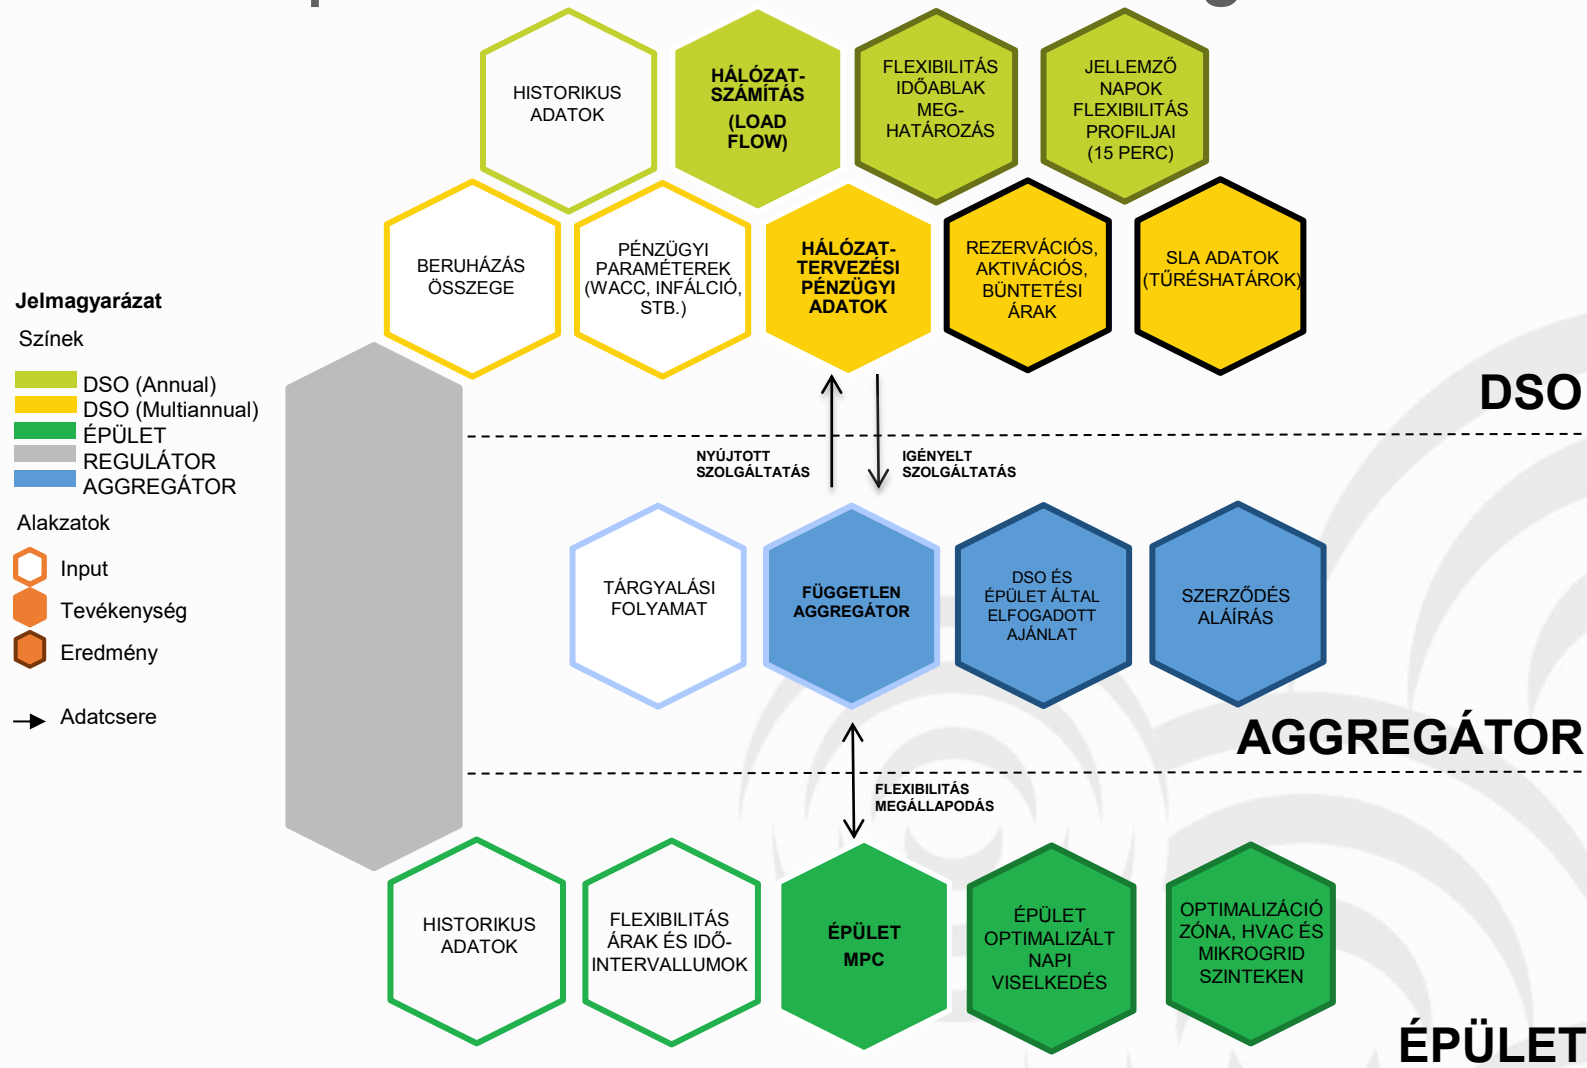 HISTORIKUS
ADATOK
HÁLÓZAT-
SZÁMÍTÁS
(LOAD
FLOW)
FLEXIBILITÁS
IDŐABLAK
MEG-
HATÁROZÁS
JELLEMZŐ
NAPOK
FLEXIBILITÁS
PROFILJAI
(15 PERC)
BERUHÁZÁS
ÖSSZEGE
PÉNZÜGYI
PARAMÉTEREK
(WACC, INFÁLCIÓ,
STB.)
HÁLÓZAT-
TERVEZÉSI
PÉNZÜGYI
ADATOK
REZERVÁCIÓS,
AKTIVÁCIÓS,
BÜNTETÉSI
ÁRAK
SLA ADATOK
(TŰRÉSHATÁROK)
Jelmagyarázat
Színek
DSO (Annual)
DSO (Multiannual)
ÉPÜLET
REGULÁTOR
AGGREGÁTOR
Alakzatok
Input
Tevékenység
Eredmény
Adatcsere
DSO
NYÚJTOTT
SZOLGÁLTATÁS
IGÉNYELT
SZOLGÁLTATÁS
TÁRGYALÁSI
FOLYAMAT
FÜGGETLEN
AGGREGÁTOR
DSO ÉS
ÉPÜLET ÁLTAL
ELFOGADOTT
AJÁNLAT
SZERZŐDÉS
ALÁÍRÁS
AGGREGÁTOR
FLEXIBILITÁS
MEGÁLLAPODÁS
HISTORIKUS
ADATOK
FLEXIBILITÁS
ÁRAK ÉS IDŐ-
INTERVALLUMOK
ÉPÜLET
MPC
ÉPÜLET
OPTIMALIZÁLT
NAPI
VISELKEDÉS
OPTIMALIZÁCIÓ
ZÓNA, HVAC ÉS
MIKROGRID
SZINTEKEN
ÉPÜLET